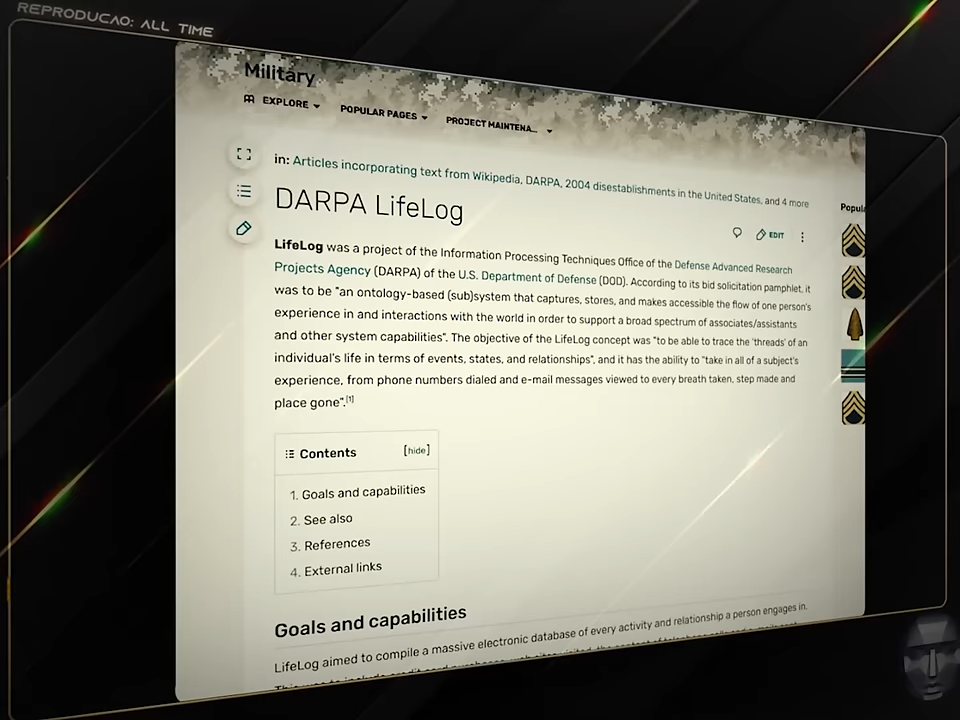 REPRODUCAO: ALL TIME
Military
EXPLORE
POPULAR PAGES
PROJECT MAINTENA...
in: Articles incorporating text from Wikipedia, DARPA, 2004 disestablishments in the United States, and 4 more
Popula
DARPA LifeLog
EDIT
LifeLog was a project of the Information Processing Techniques Office of the Defense Advanced Research
Projects Agency (DARPA) of the U.S. Department of Defense (DOD). According to its bid solicitation pamphlet, it
was to be "an ontology-based (sub)system that captures, stores, and makes accessible the flow of one person's
experience in and interactions with the world in order to support a broad spectrum of associates/assistants
and other system capabilities". The objective of the LifeLog concept was "to be able to trace the 'threads' of an
individual's life in terms of events, states, and relationships", and it has the ability to "take in all of a subject's
experience, from phone numbers dialed and e-mail messages viewed to every breath taken, step made and
place gone".[1]
Contents [hide]
1. Goals and capabilities
2. See also
3. References
4. External links
Goals and capabilities
LifeLog aimed to compile a massive electronic database of every activity and relationship a person engages in.